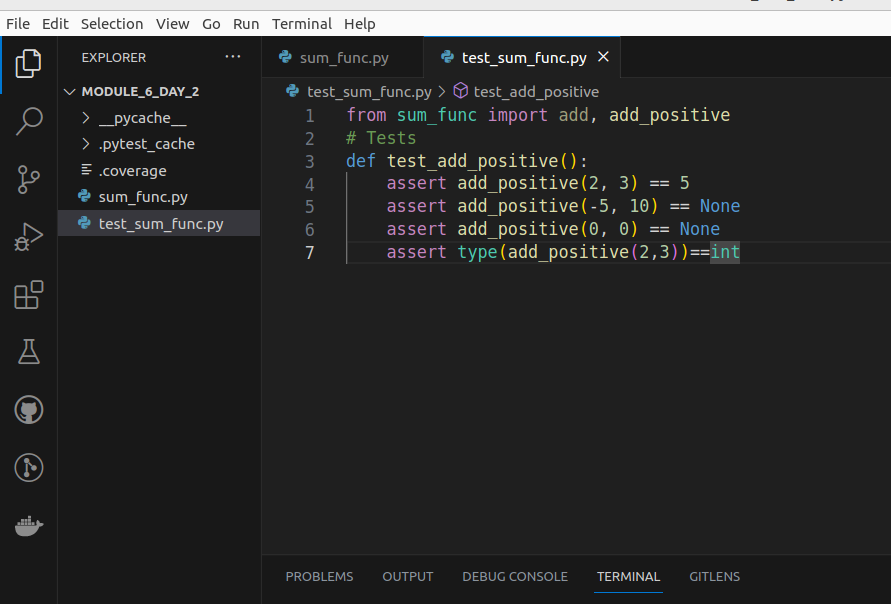 File Edit Selection View Go Run Terminal Help
EXPLORER ···
MODULE_6_DAY_2
__pycache__
.pytest_cache
.coverage
sum_func.py
test_sum_func.py
sum_func.py test_sum_func.py
test_sum_func.py > test_add_positive
1 from sum_func import add, add_positive
2 # Tests
3 def test_add_positive():
4 assert add_positive(2, 3) == 5
5 assert add_positive(-5, 10) == None
6 assert add_positive(0, 0) == None
7 assert type(add_positive(2,3))==int
PROBLEMS OUTPUT DEBUG CONSOLE TERMINAL GITLENS